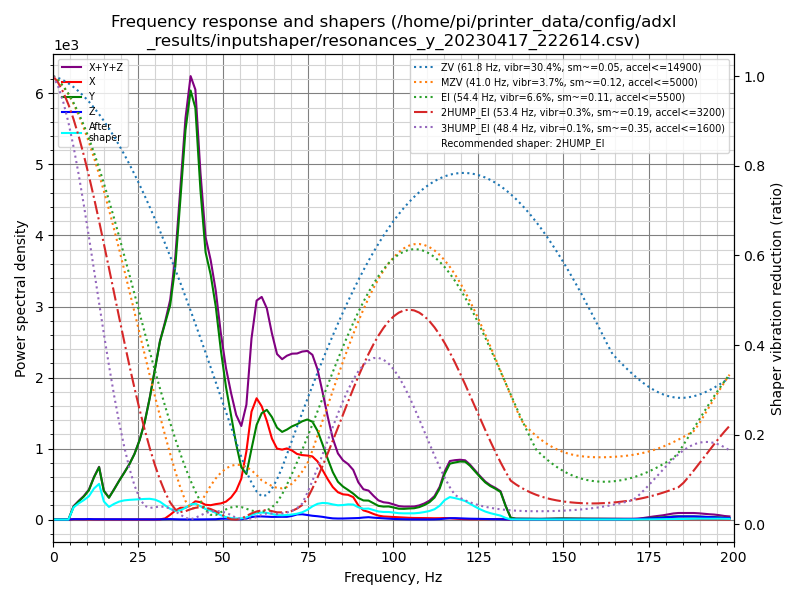 Frequency response and shapers (/home/pi/printer_data/config/adxl
_results/inputshaper/resonances_y_20230417_222614.csv)
1e3
X+Y+Z
X
Y
Z
After
shaper
ZV (61.8 Hz, vibr=30.4%, sm~=0.05, accel<=14900)
MZV (41.0 Hz, vibr=3.7%, sm~=0.12, accel<=5000)
EI (54.4 Hz, vibr=6.6%, sm~=0.11, accel<=5500)
2HUMP_EI (53.4 Hz, vibr=0.3%, sm~=0.19, accel<=3200)
3HUMP_EI (48.4 Hz, vibr=0.1%, sm~=0.35, accel<=1600)
Recommended shaper: 2HUMP_EI
Power spectral density
6
5
4
3
2
1
0
1.0
0.8
0.6
0.4
0.2
0.0
Shaper vibration reduction (ratio)
0 25 50 75 100 125 150 175 200
Frequency, Hz